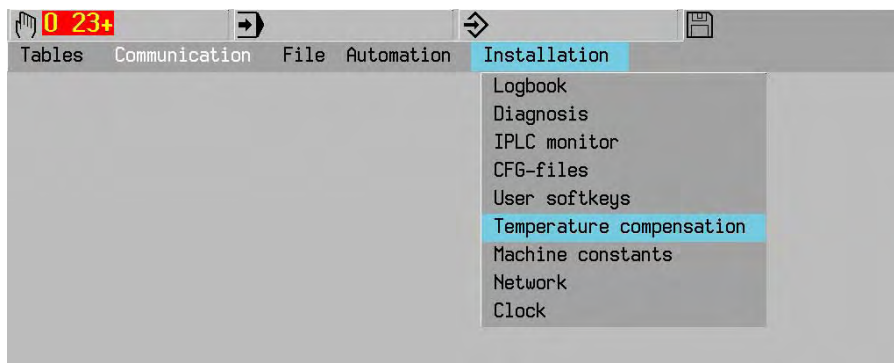 0 23+
Tables Communication File Automation Installation
Logbook
Diagnosis
IPLC monitor
CFG-files
User softkeys
Temperature compensation
Machine constants
Network
Clock